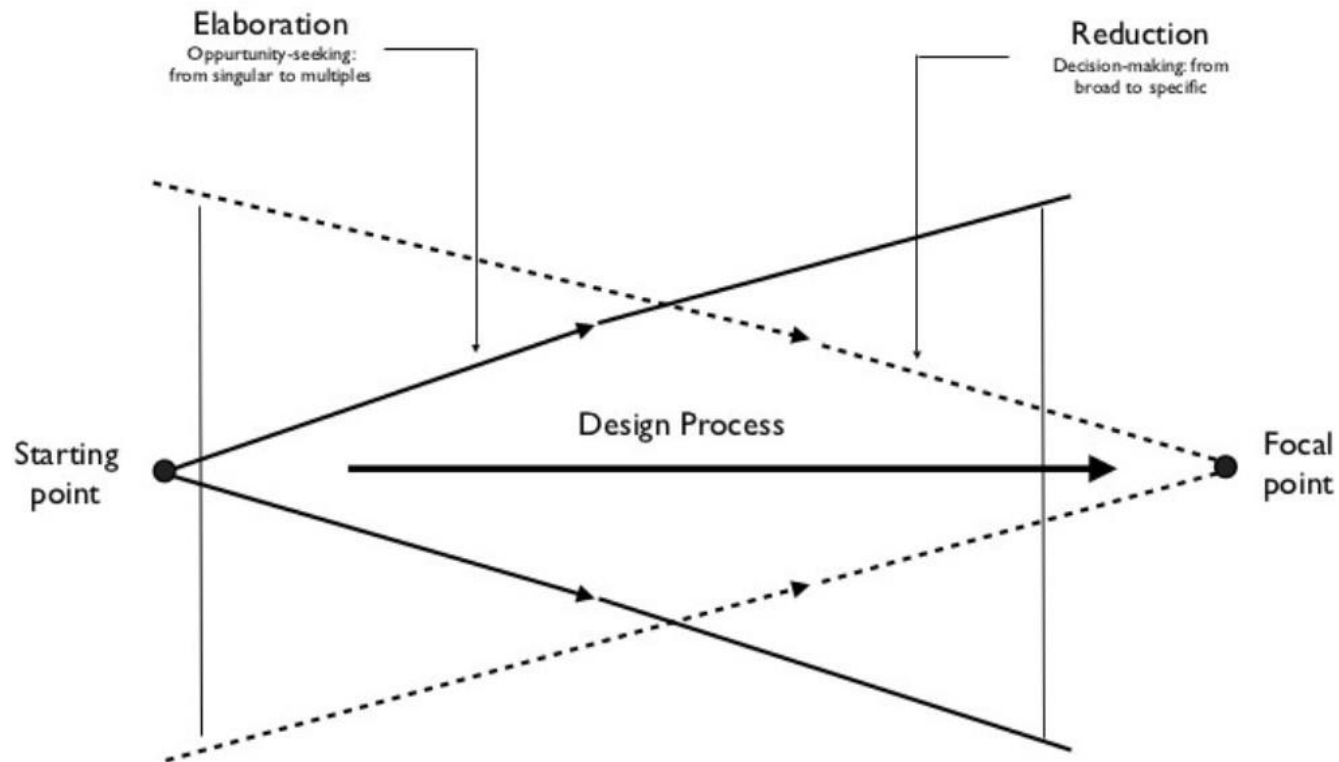 Elaboration
Oppurtunity-seeking:
from singular to multiples
Reduction
Decision-making: from
broad to specific
Design Process
Starting
point
Focal
point